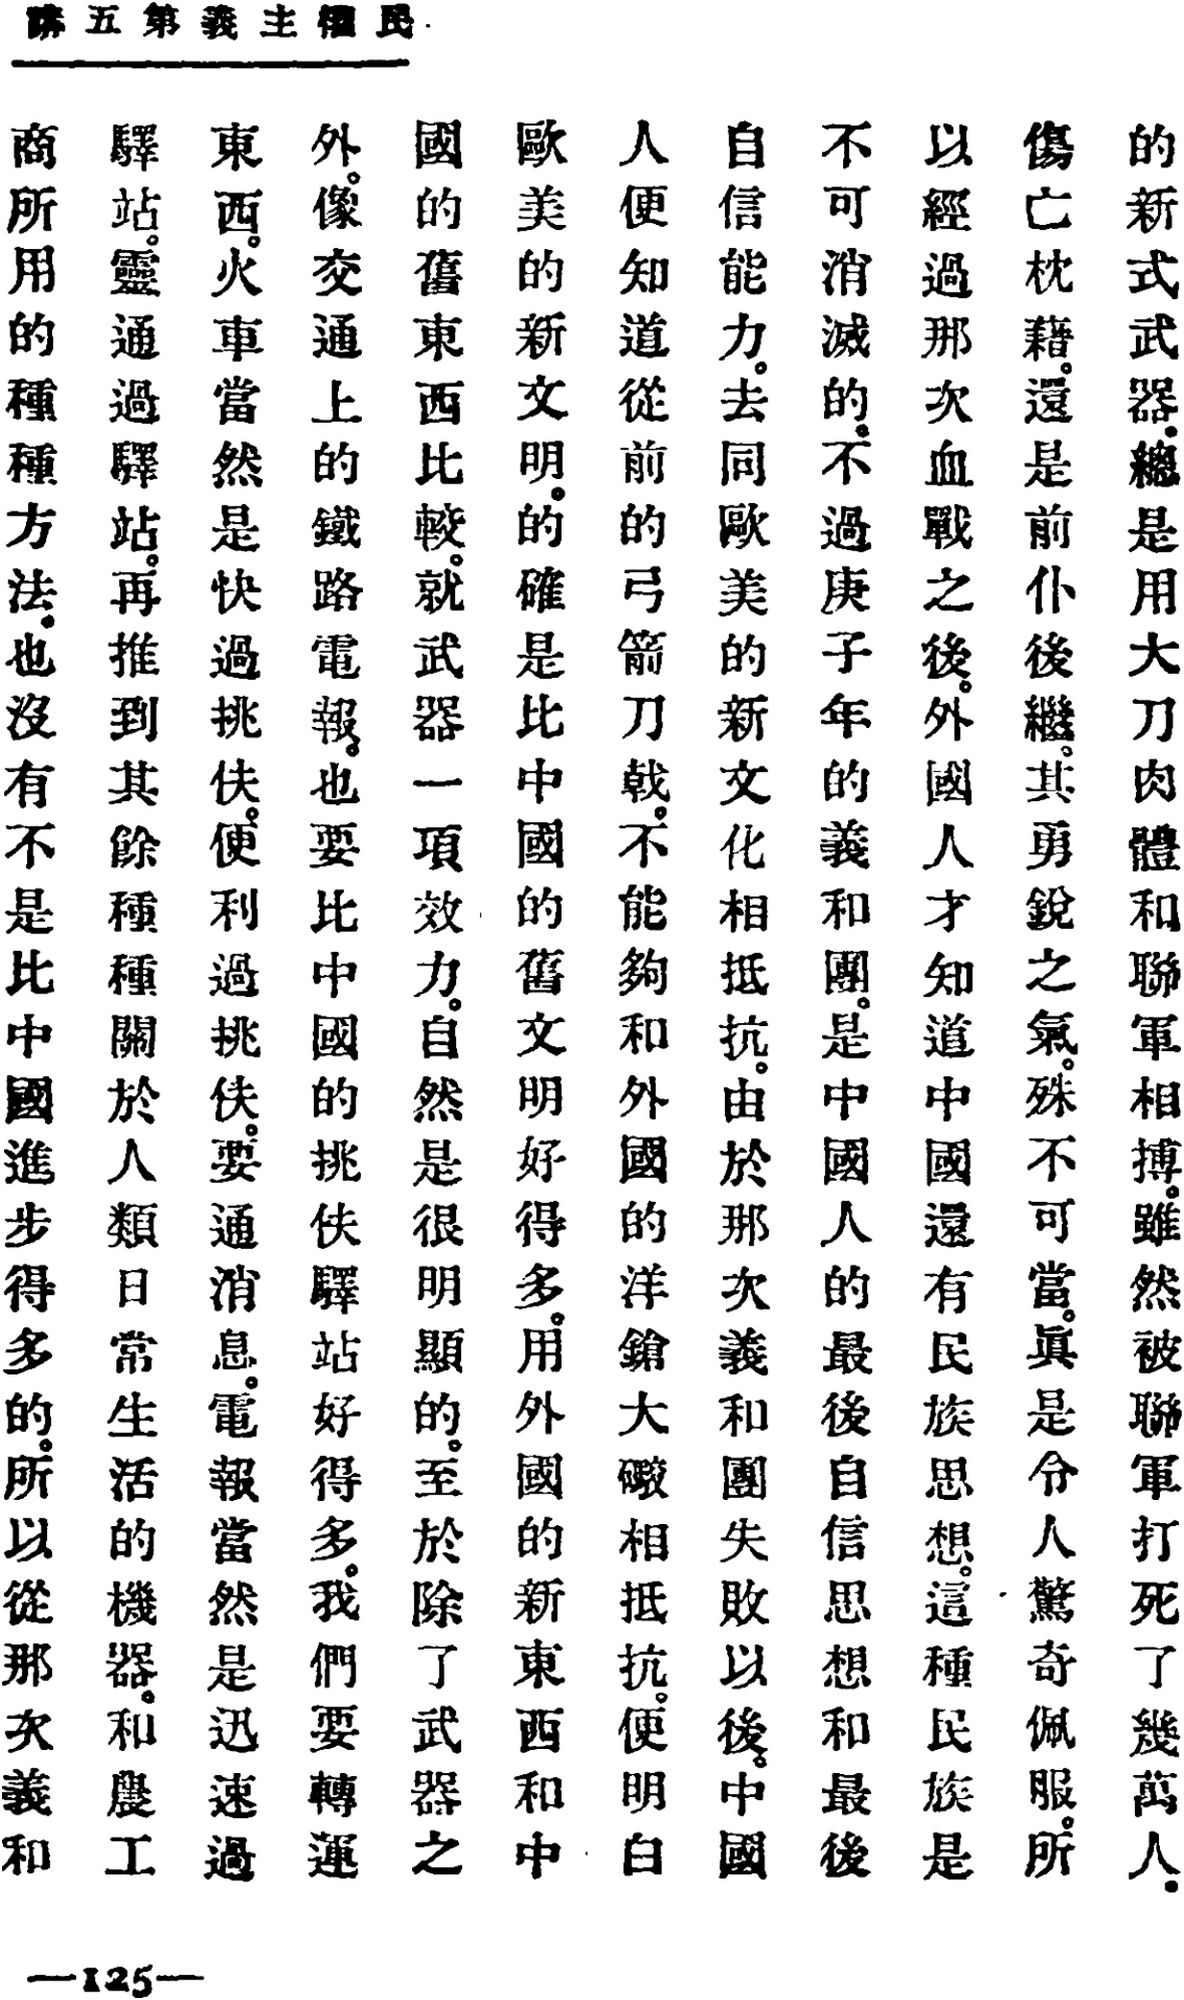 民權主義第五講
的新式武器。總是用大刀肉體和聯軍相搏。雖然被聯軍打死了幾萬人。
傷亡枕藉。還是前仆後繼。其勇銳之氣。殊不可當。眞是令人驚奇佩服。所
以經過那次血戰之後。外國人才知道中國還有民族思想。這種民族是
不可消滅的。不過庚子年的義和團。是中國人的最後自信思想和最後
自信能力。去同歐美的新文化相抵抗。由於那次義和團失敗以後。中國
人便知道從前的弓箭刀戟。不能夠和外國的洋鎗大礮相抵抗。便明白
歐美的新文明。的確是比中國的舊文明好得多。用外國的新東西和中
國的舊東西比較。就武器一項效力。自然是很明顯的。至於除了武器之
外。像交通上的鐵路電報。也要比中國的挑伕驛站好得多。我們要轉運
東西。火車當然是快過挑伕。便利過挑伕。要通消息。電報當然是迅速過
驛站。靈通過驛站。再推到其餘種種關於人類日常生活的機器。和農工
商所用的種種方法。也沒有不是比中國進步得多的。所以從那次義和
—125—